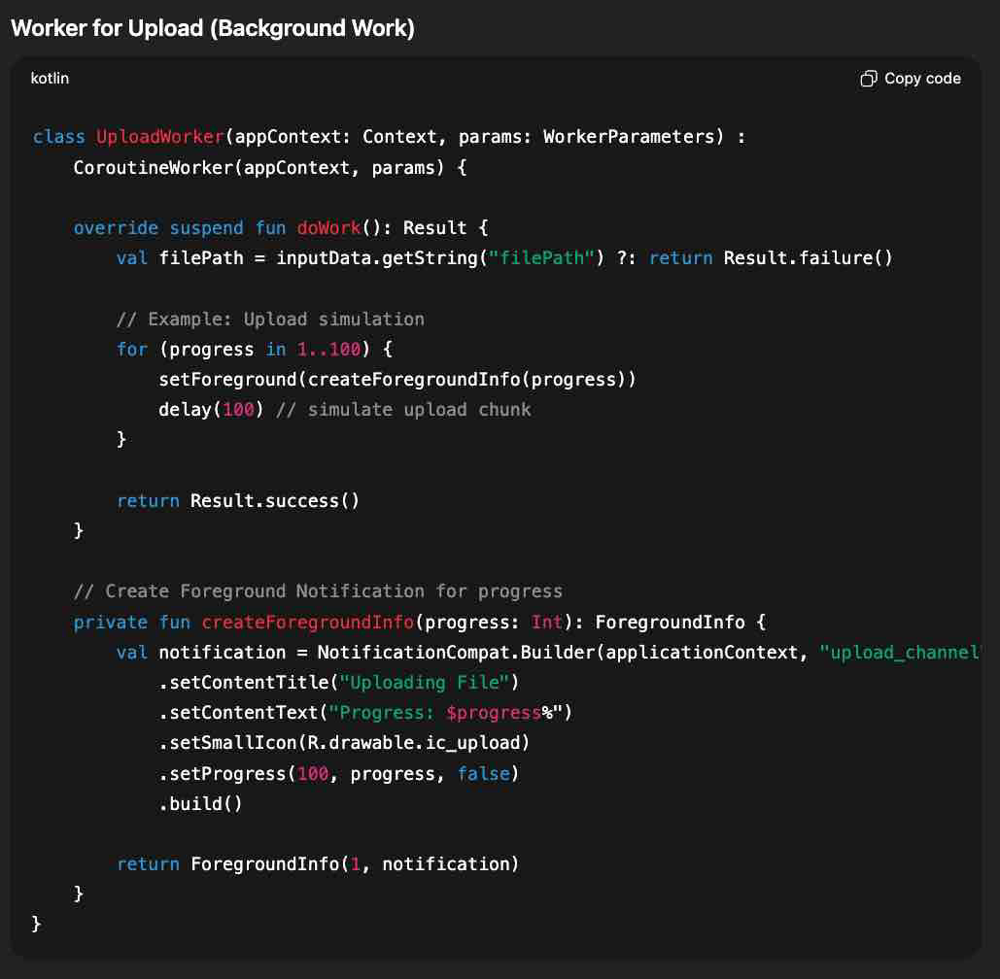 Worker for Upload (Background Work)
kotlin
Copy code
class UploadWorker(appContext: Context, params: WorkerParameters) :
    CoroutineWorker(appContext, params) {

    override suspend fun doWork(): Result {
        val filePath = inputData.getString("filePath") ?: return Result.failure()

        // Example: Upload simulation
        for (progress in 1..100) {
            setForeground(createForegroundInfo(progress))
            delay(100) // simulate upload chunk
        }

        return Result.success()
    }

    // Create Foreground Notification for progress
    private fun createForegroundInfo(progress: Int): ForegroundInfo {
        val notification = NotificationCompat.Builder(applicationContext, "upload_channel"
            .setContentTitle("Uploading File")
            .setContentText("Progress: $progress%")
            .setSmallIcon(R.drawable.ic_upload)
            .setProgress(100, progress, false)
            .build()

        return ForegroundInfo(1, notification)
    }
}